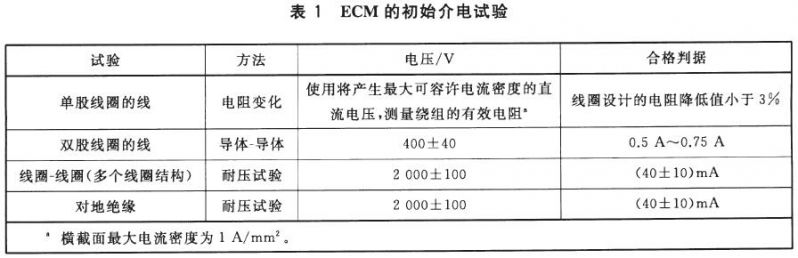 表 1 ECM 的初始介电试验
试验 方法 电压/V 合格判据
单股线圈的线 电阻变化 使用将产生最大可容许电流密度的直
流电压,测量绕组的有效电阻ª 线圈设计的电阻降低值小于 3%
双股线圈的线 导体-导体 400±40 0.5 A～0.75 A
线圈-线圈(多个线圈结构) 耐压试验 2 000±100 (40±10)mA
对地绝缘 耐压试验 2 000±100 (40±10)mA
ª 横截面最大电流密度为 1 A/mm²。